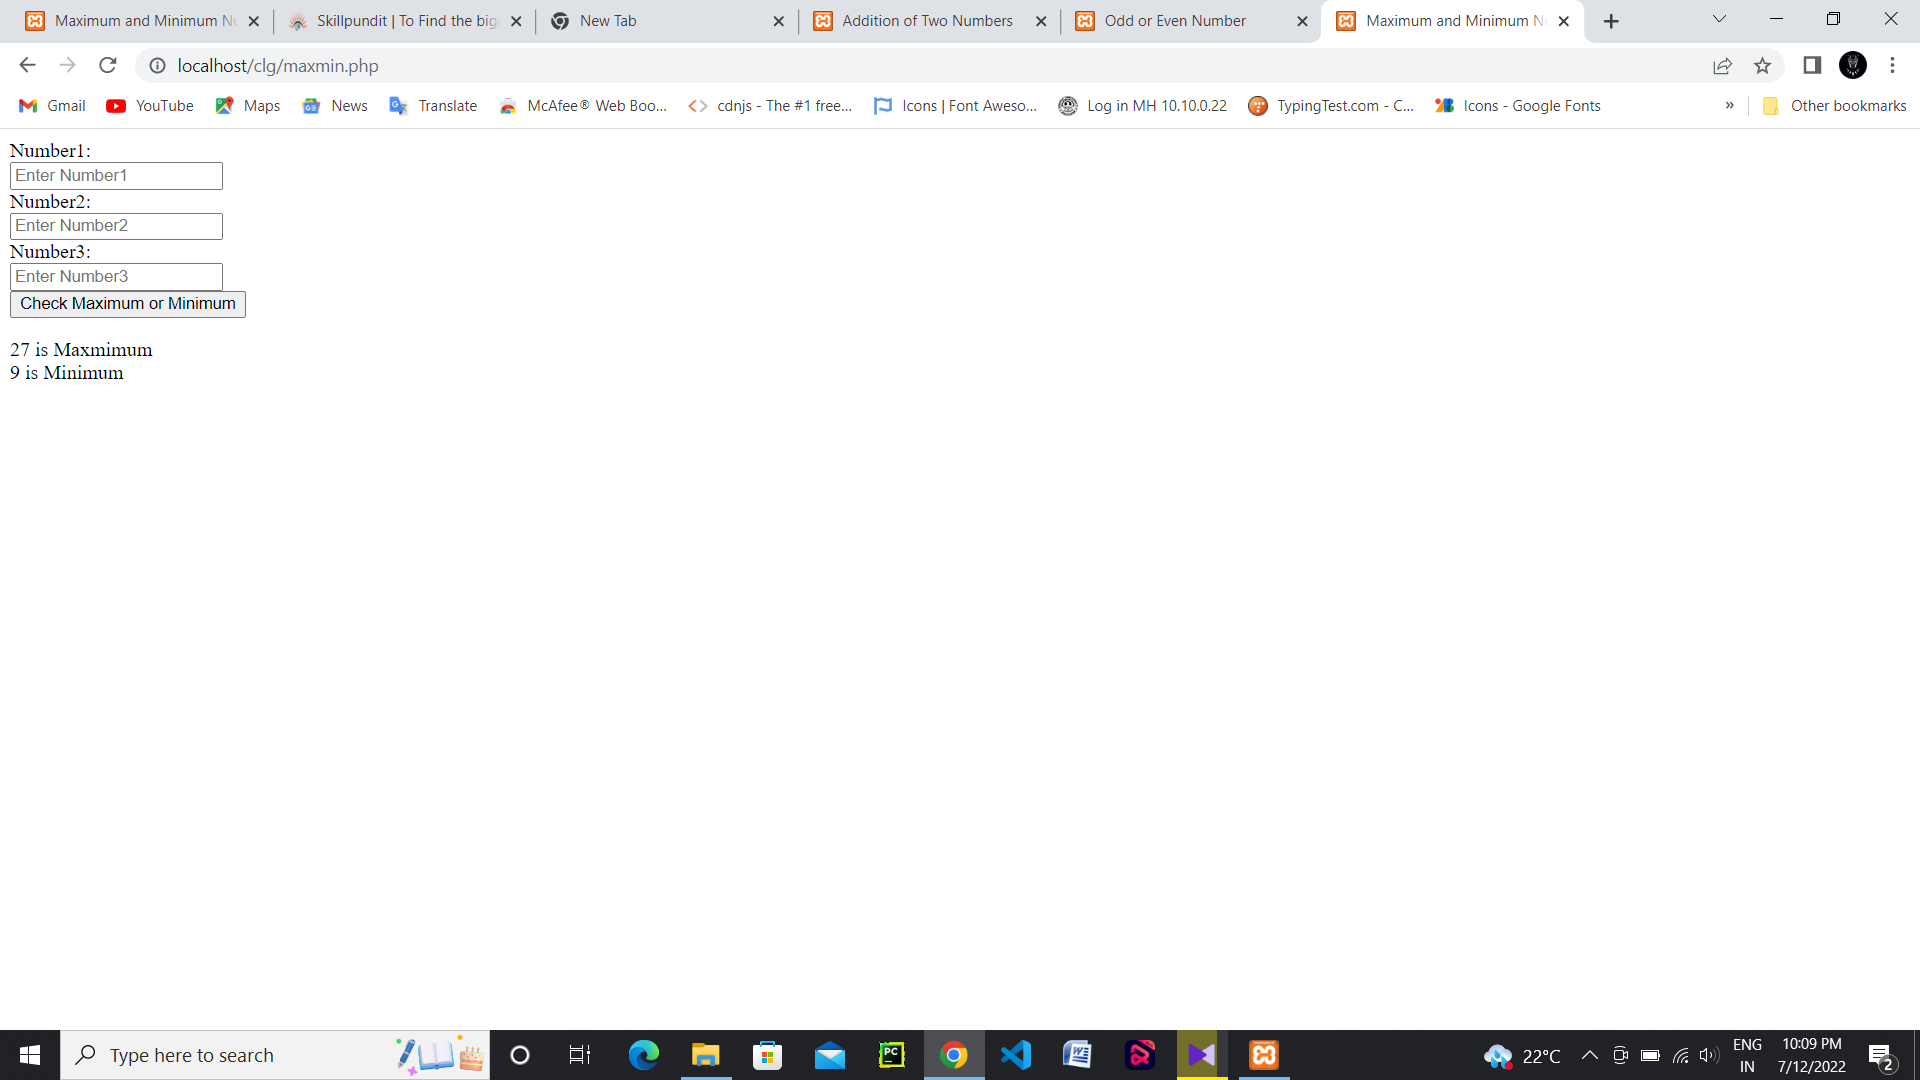 Maximum and Minimum Nu
Skillpundit | To Find the big
New Tab
Addition of Two Numbers
Odd or Even Number
Maximum and Minimum Nu
localhost/clg/maxmin.php
Gmail
YouTube
Maps
News
Translate
McAfee® Web Boo...
cdnjs - The #1 free...
Icons | Font Aweso...
Log in MH 10.10.0.22
TypingTest.com - C...
Icons - Google Fonts
»
Other bookmarks
Number1:
Enter Number1
Number2:
Enter Number2
Number3:
Enter Number3
Check Maximum or Minimum
27 is Maxmimum
9 is Minimum
Type here to search
PC
22°C
ENG
IN
10:09 PM
7/12/2022
2